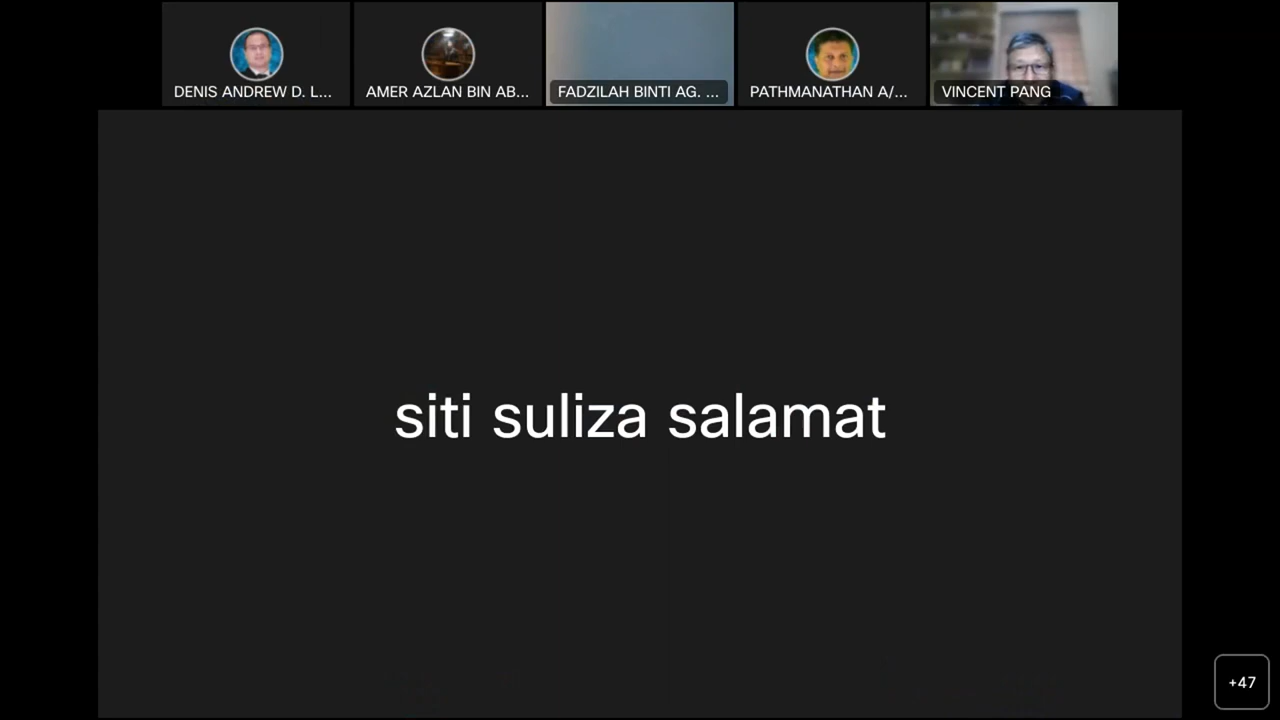 DENIS ANDREW D. L...
AMER AZLAN BIN AB...
FADZILAH BINTI AG. ...
PATHMANATHAN A/...
VINCENT PANG
siti suliza salamat
+47